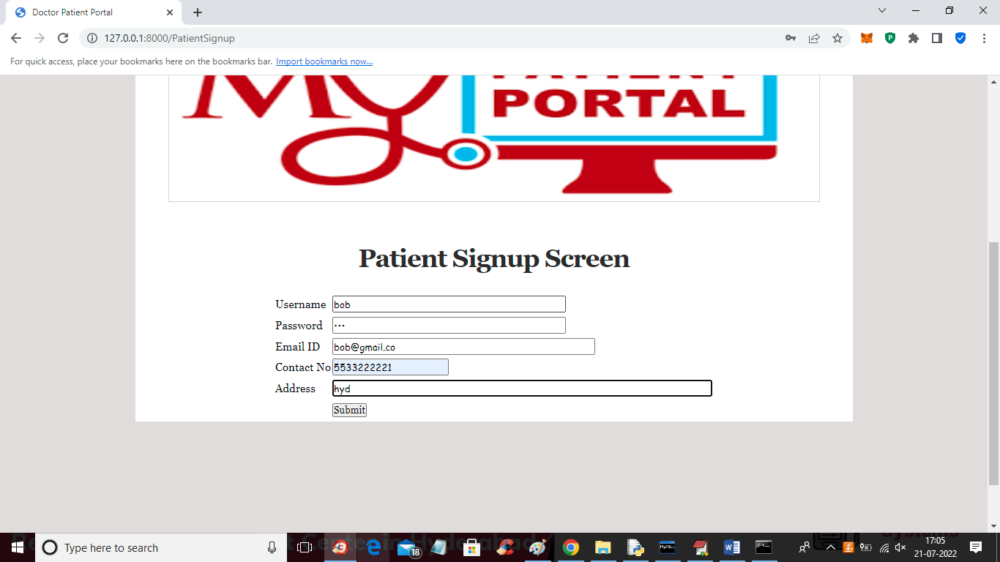 Doctor Patient Portal
127.0.0.1:8000/PatientSignup
For quick access, place your bookmarks here on the bookmarks bar. Import bookmarks now...
My
PATIENT
PORTAL
Patient Signup Screen
Username bob
Password •••
Email ID bob@gmail.co
Contact No 5533222221
Address hyd
Submit
Type here to search
18
17:05
21-07-2022